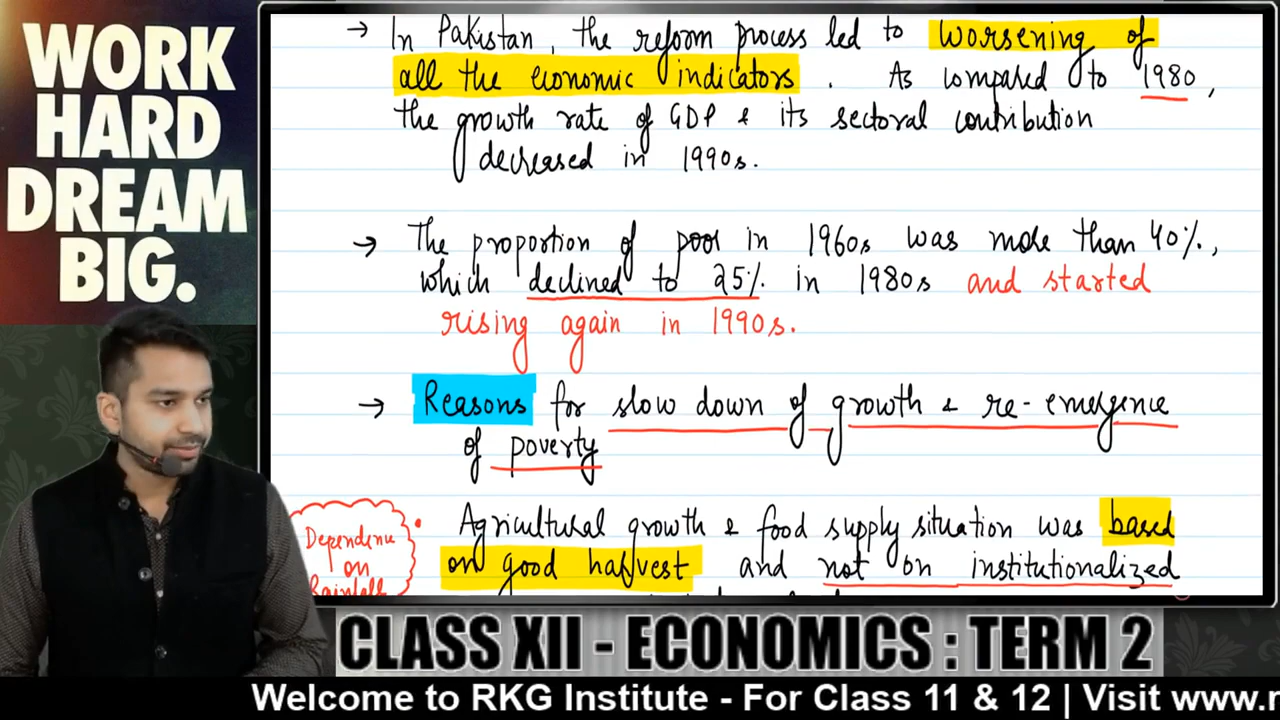 WORK
HARD
DREAM
BIG.
→ In Pakistan, the reform process led to worsening of
all the economic indicators. As compared to 1980,
the growth rate of GDP & its sectoral contribution
decreased in 1990s.
→ The proportion of poor in 1960s was more than 40%,
which declined to 25% in 1980s and started
rising again in 1990s.
→ Reasons for slow down of growth & re-emergence
of poverty
Dependence
on
Rainfall
• Agricultural growth & food supply situation was based
on good harvest and not on institutionalized
CLASS XII - ECONOMICS : TERM 2
Welcome to RKG Institute - For Class 11 & 12 | Visit www.r